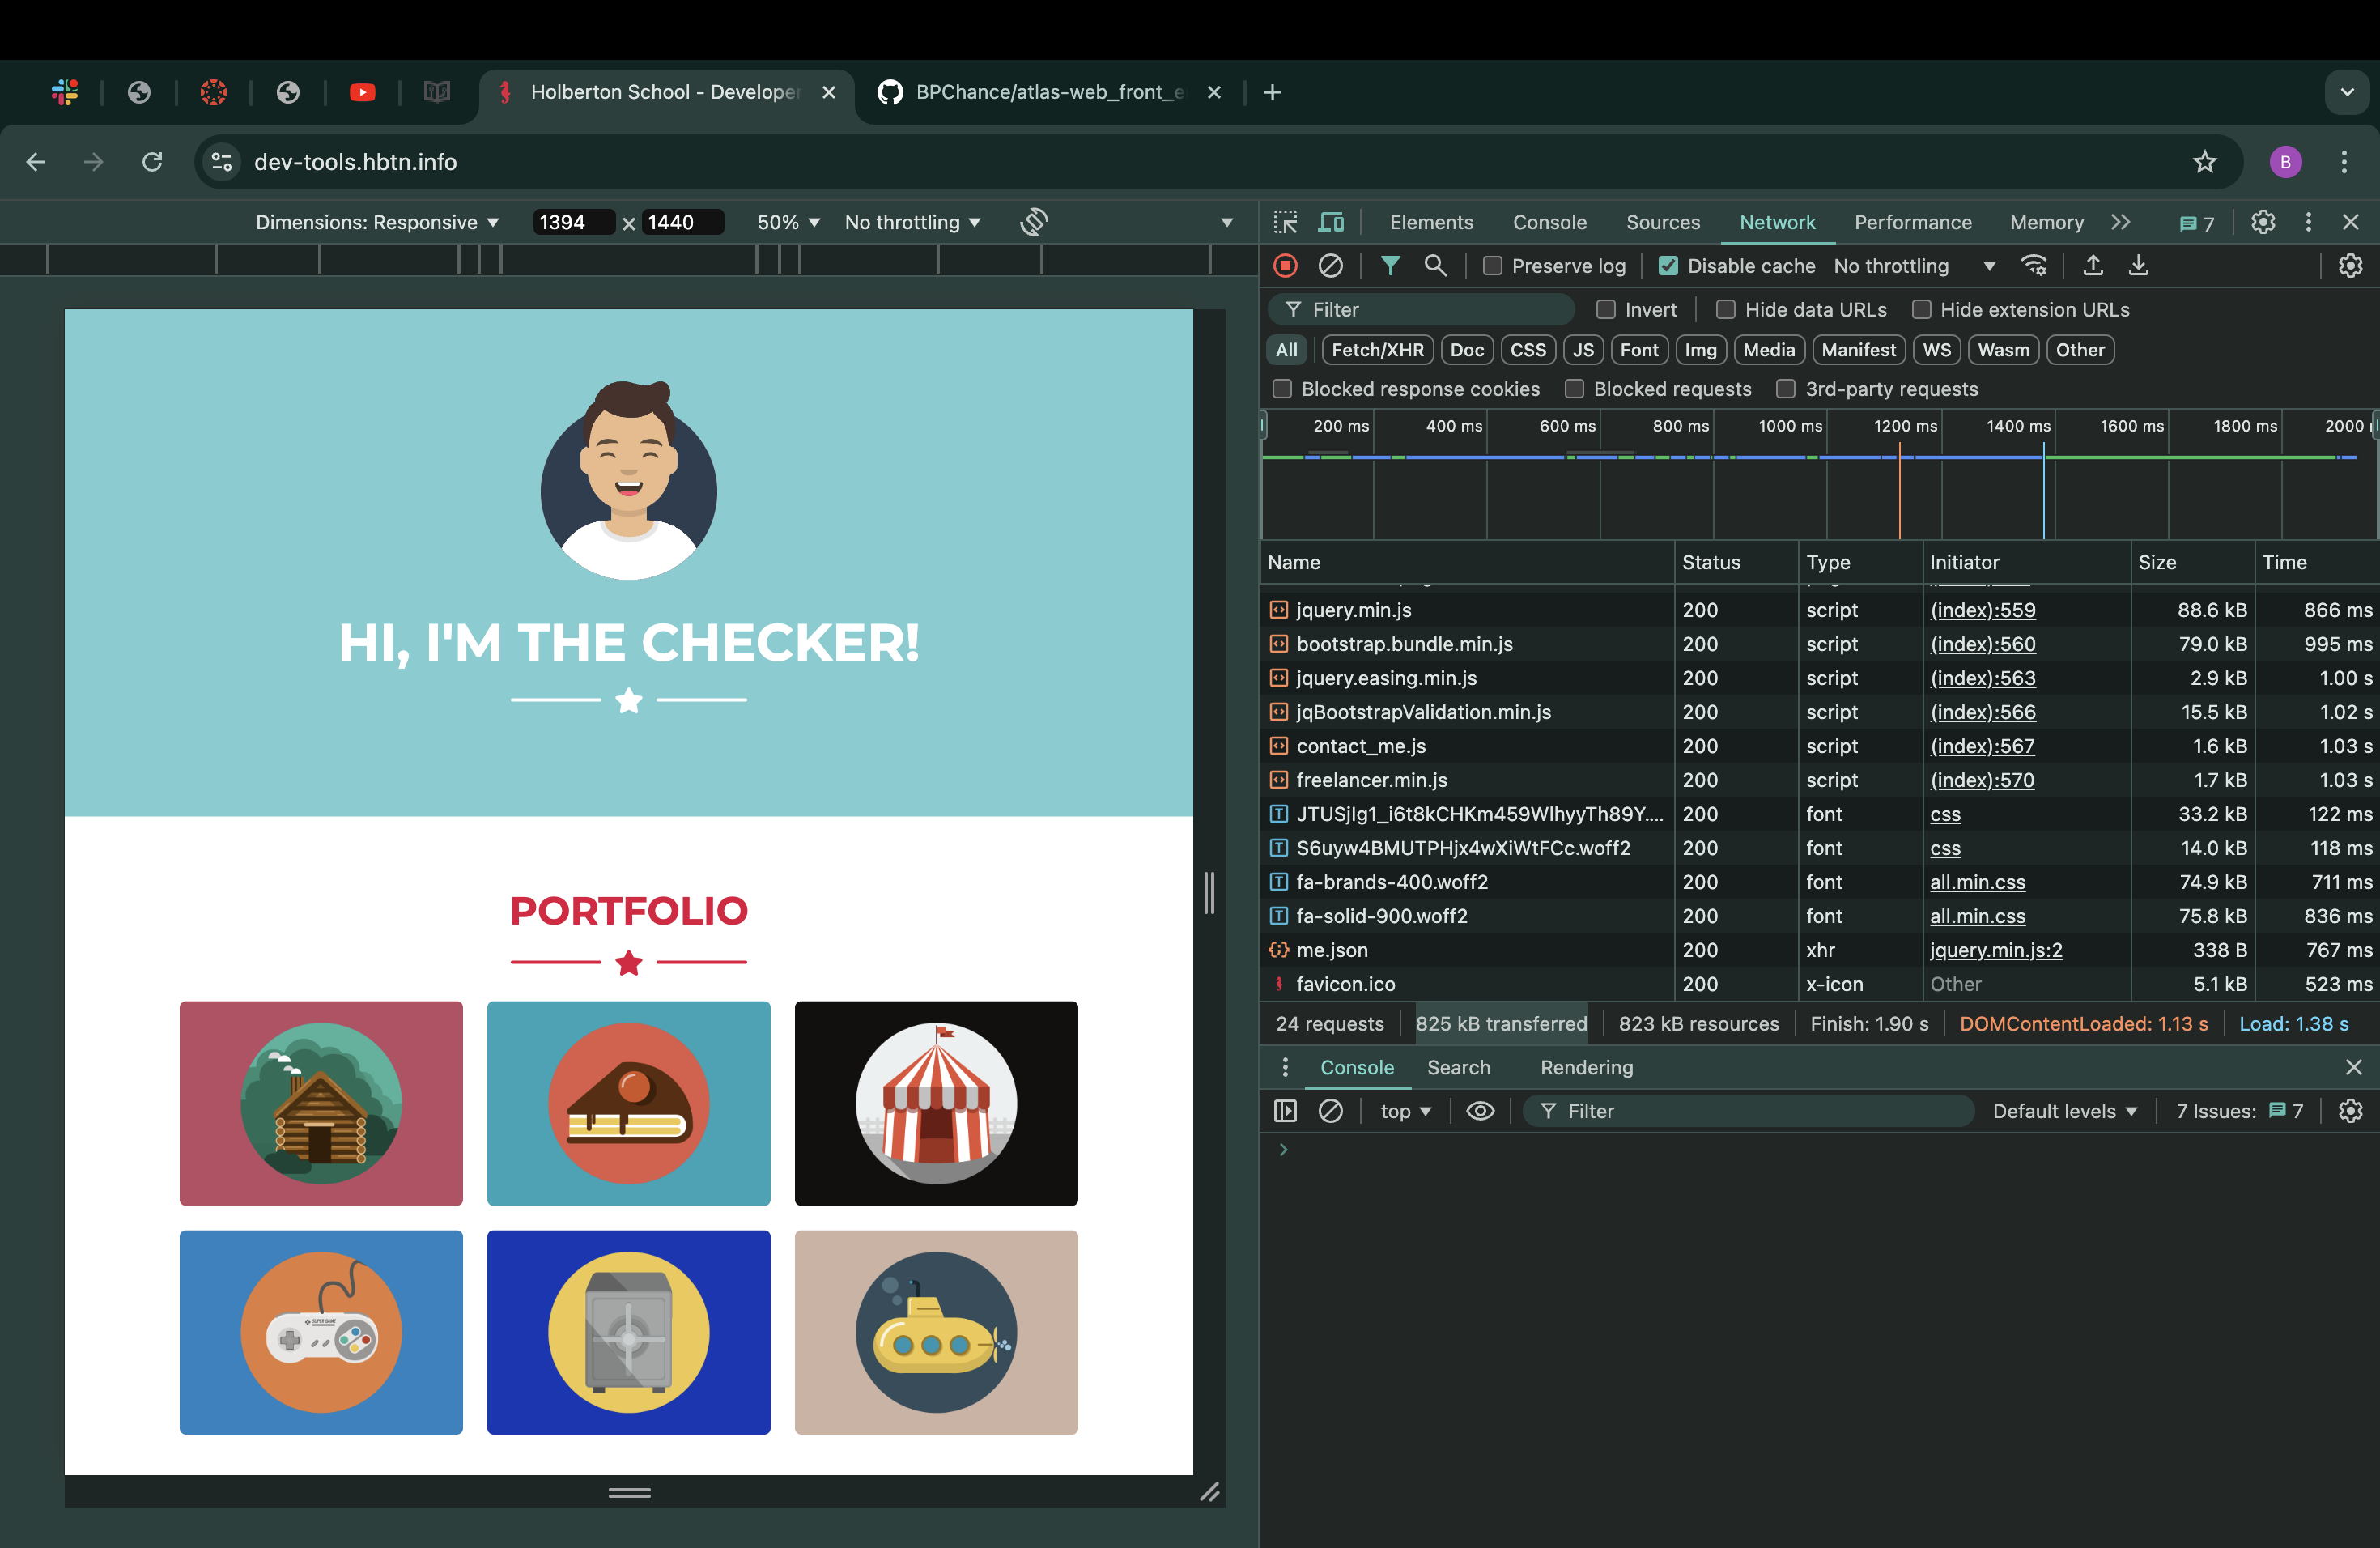 Holberton School - Developer
BPChance/atlas-web_front_e
dev-tools.hbtn.info
B
Dimensions: Responsive 1394 × 1440 50% No throttling
Elements Console Sources Network Performance Memory 7
Preserve log Disable cache No throttling
Filter Invert Hide data URLs Hide extension URLs
All Fetch/XHR Doc CSS JS Font Img Media Manifest WS Wasm Other
Blocked response cookies Blocked requests 3rd-party requests
200 ms 400 ms 600 ms 800 ms 1000 ms 1200 ms 1400 ms 1600 ms 1800 ms 2000
Name Status Type Initiator Size Time
jquery.min.js 200 script (index):559 88.6 kB 866 ms
bootstrap.bundle.min.js 200 script (index):560 79.0 kB 995 ms
jquery.easing.min.js 200 script (index):563 2.9 kB 1.00 s
jqBootstrapValidation.min.js 200 script (index):566 15.5 kB 1.02 s
contact_me.js 200 script (index):567 1.6 kB 1.03 s
freelancer.min.js 200 script (index):570 1.7 kB 1.03 s
JTUSjIg1_i6t8kCHKm459WlhyyTh89Y.... 200 font css 33.2 kB 122 ms
S6uyw4BMUTPHjx4wXiWtFCc.woff2 200 font css 14.0 kB 118 ms
fa-brands-400.woff2 200 font all.min.css 74.9 kB 711 ms
fa-solid-900.woff2 200 font all.min.css 75.8 kB 836 ms
me.json 200 xhr jquery.min.js:2 338 B 767 ms
favicon.ico 200 x-icon Other 5.1 kB 523 ms
24 requests 825 kB transferred 823 kB resources Finish: 1.90 s DOMContentLoaded: 1.13 s Load: 1.38 s
Console Search Rendering
top Filter Default levels 7 Issues: 7
HI, I'M THE CHECKER!
PORTFOLIO
SUPER GAME